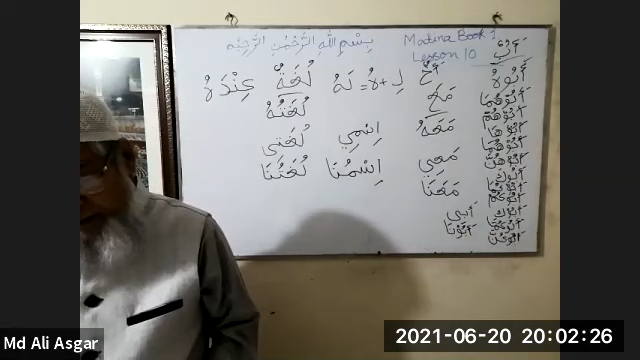 بِسْمِ اللّٰهِ الرَّحْمٰنِ الرَّحِيْمِ
Madina Book 1
Lesson 10
أَبٌ
أَبُوْهُ
أَبُوْهُمَا
أَبُوْهُمْ
أَبُوْهَا
أَبُوْهُمَا
أَبُوْهُنَّ
أَبِي
أَبُوْنَا
أَخٌ
مَعَ
مَعَهُ
مَعِي
مَعَنَا
لِ + هُ = لَهُ
اِسْمِي
اِسْمُنَا
لُغَةٌ
لُغَتُهُ
لُغَتِي
لُغَتُنَا
عِنْدَهُ
Md Ali Asgar
2021-06-20 20:02:26